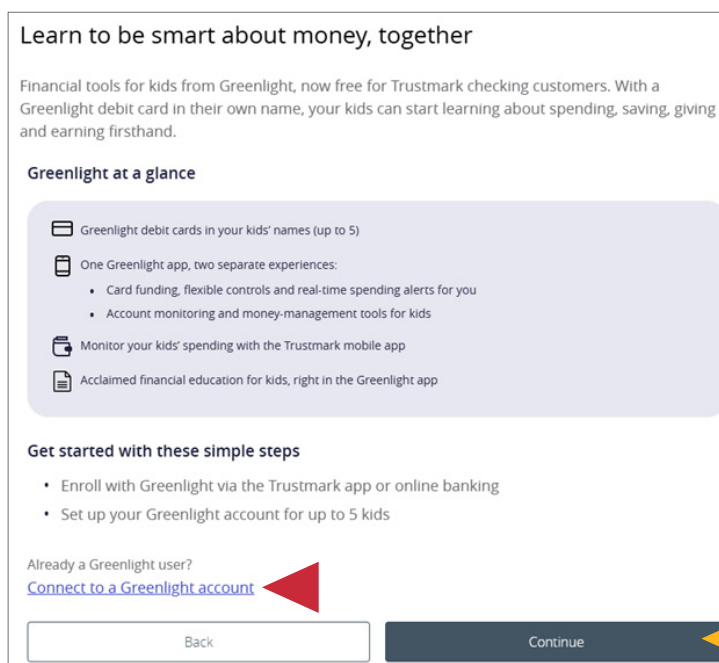 Learn to be smart about money, together
Financial tools for kids from Greenlight, now free for Trustmark checking customers. With a
Greenlight debit card in their own name, your kids can start learning about spending, saving, giving
and earning firsthand.
Greenlight at a glance
Greenlight debit cards in your kids' names (up to 5)
One Greenlight app, two separate experiences:
• Card funding, flexible controls and real-time spending alerts for you
• Account monitoring and money-management tools for kids
Monitor your kids' spending with the Trustmark mobile app
Acclaimed financial education for kids, right in the Greenlight app
Get started with these simple steps
• Enroll with Greenlight via the Trustmark app or online banking
• Set up your Greenlight account for up to 5 kids
Already a Greenlight user?
Connect to a Greenlight account
Back
Continue